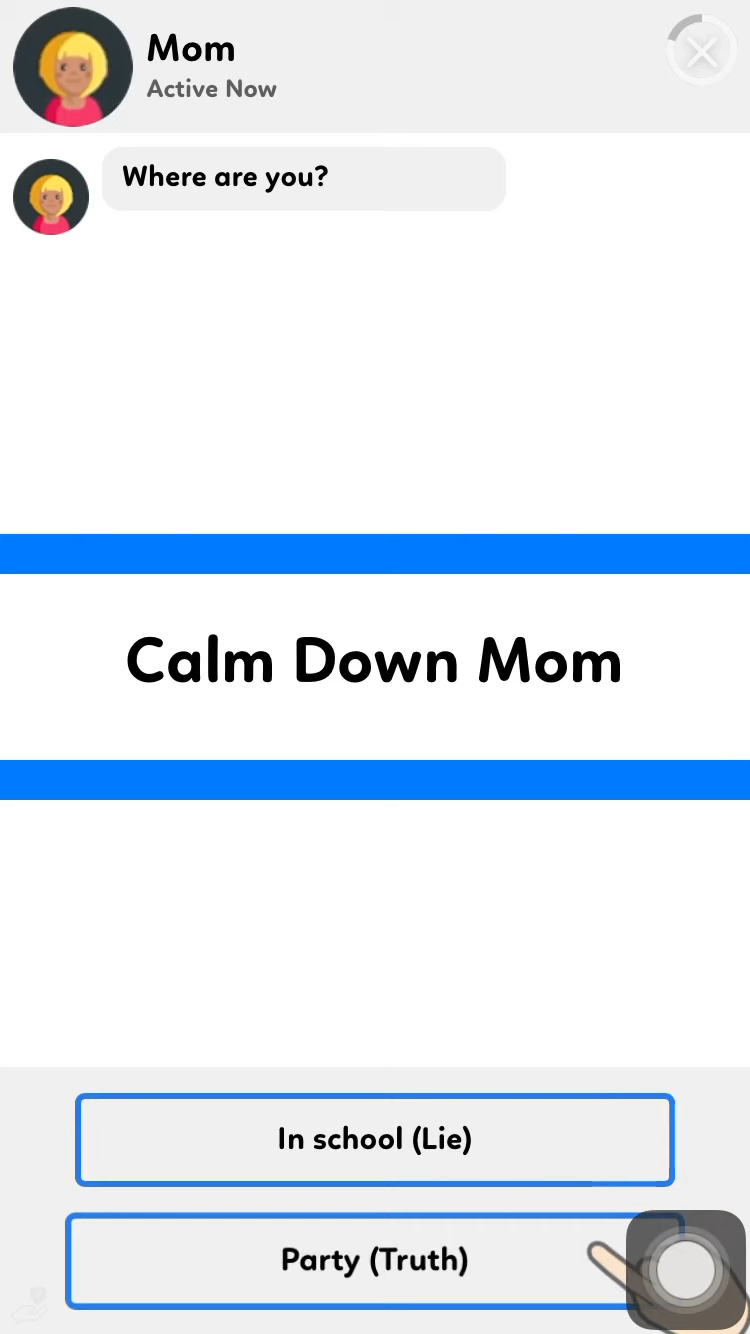 Mom
Active Now
Where are you?
Calm Down Mom
In school (Lie)
Party (Truth)